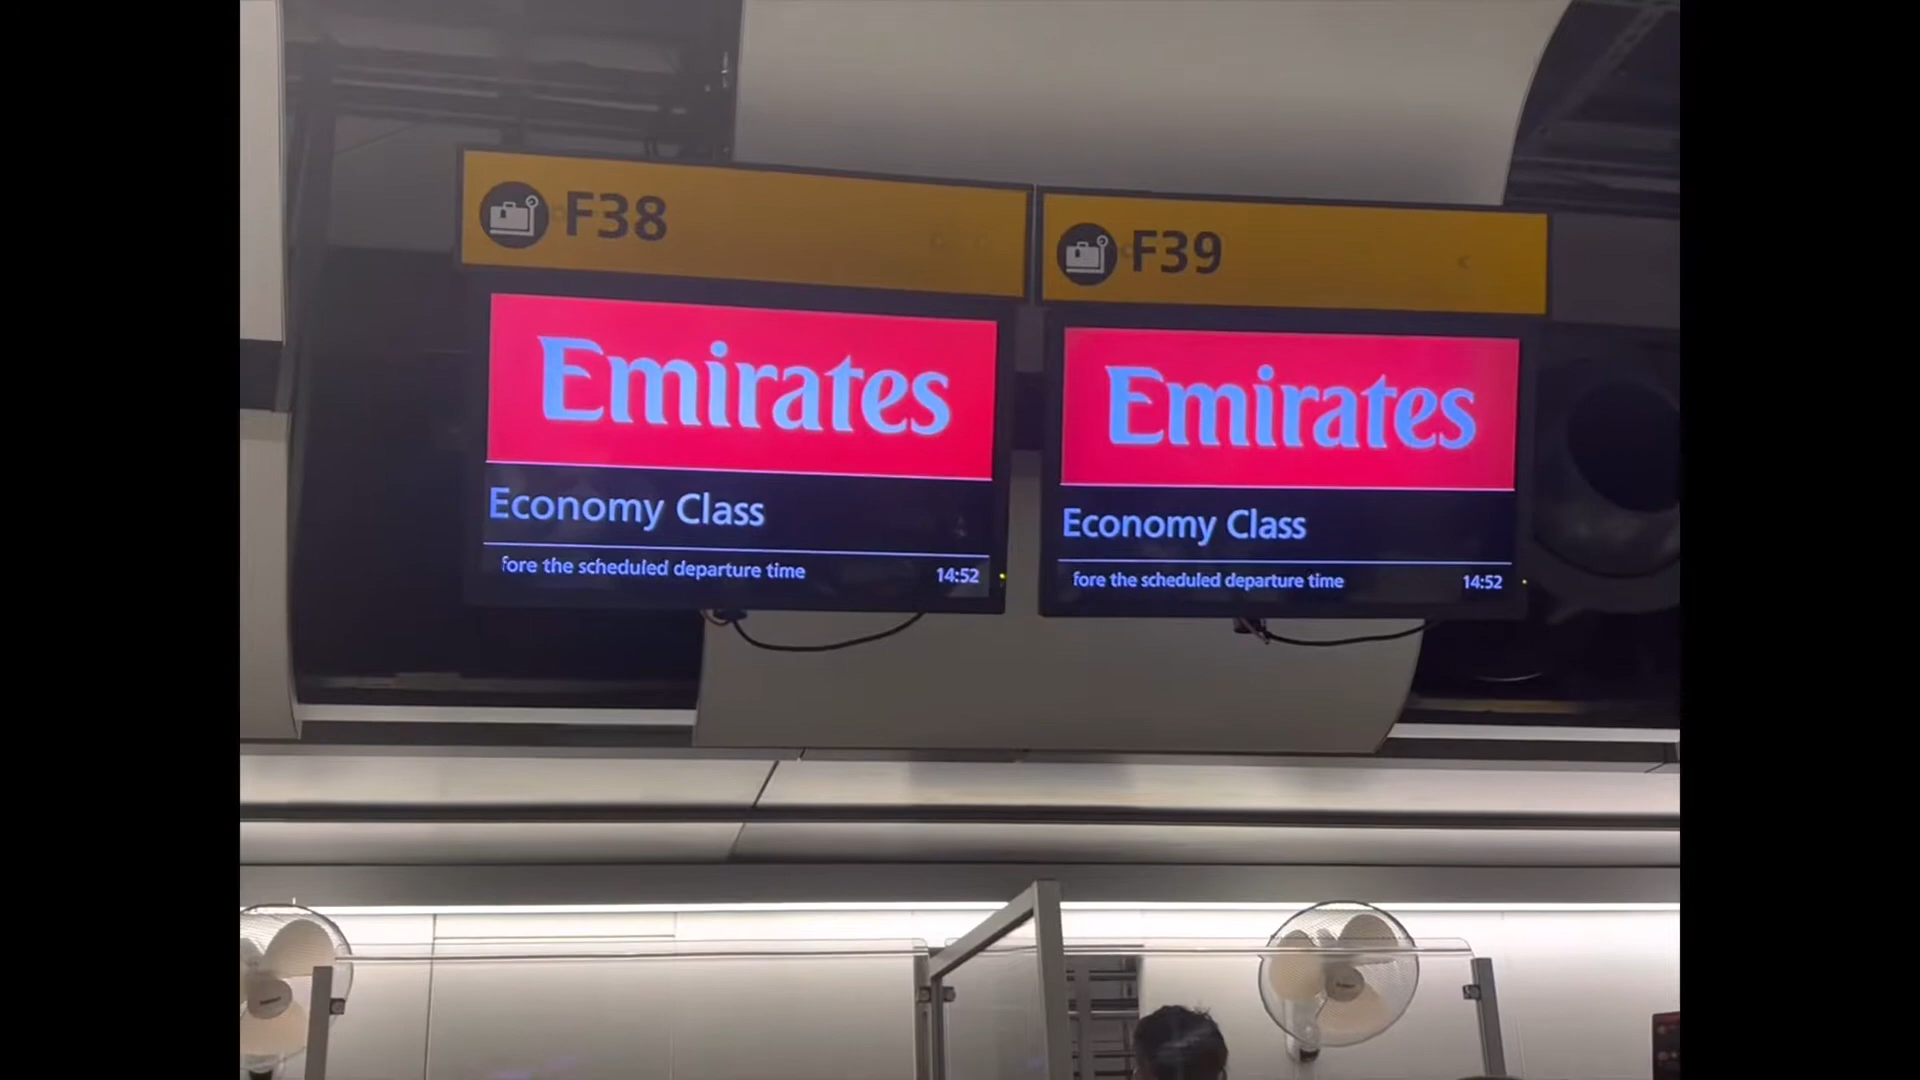 F38
Emirates
Economy Class
fore the scheduled departure time
14:52
F39
Emirates
Economy Class
fore the scheduled departure time
14:52